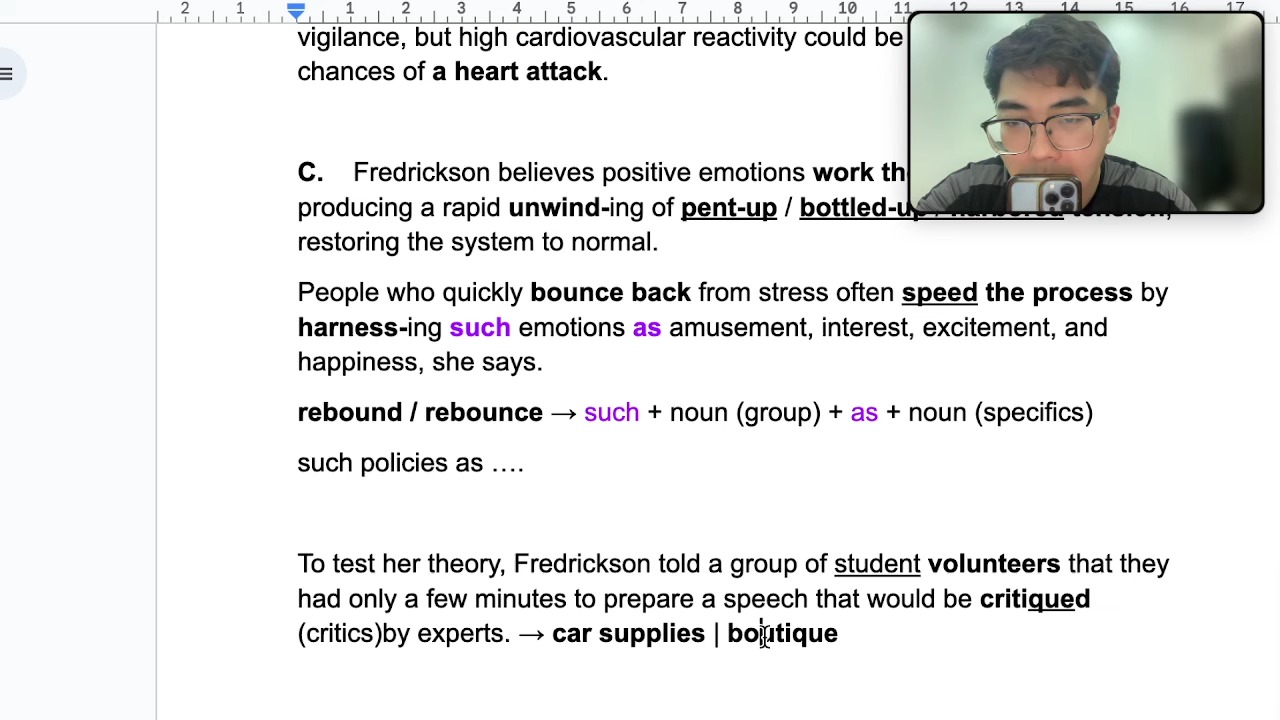 2 1 1 2 3 4 5 6 7 8 9 10 11 12 13 14 15 16 17
vigilance, but high cardiovascular reactivity could be
chances of a heart attack.
C. Fredrickson believes positive emotions work
producing a rapid unwind-ing of pent-up / bottled-up /
restoring the system to normal.
People who quickly bounce back from stress often speed the process by
harness-ing such emotions as amusement, interest, excitement, and
happiness, she says.
rebound / rebounce → such + noun (group) + as + noun (specifics)
such policies as ….
To test her theory, Fredrickson told a group of student volunteers that they
had only a few minutes to prepare a speech that would be critiqued
(critics)by experts. → car supplies | boutique